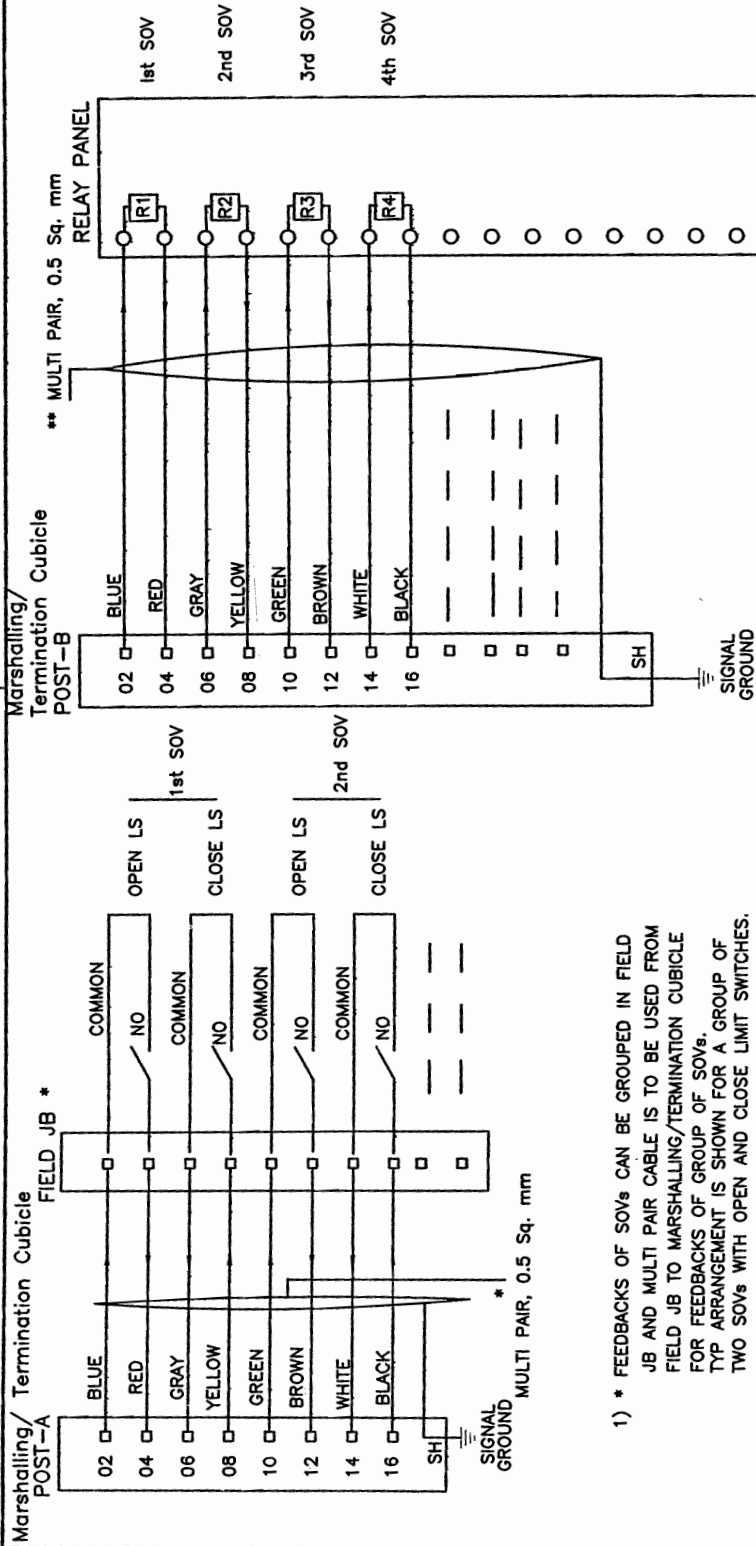 Marshalling/ Termination Cubicle
POST-A
FIELD JB *
02 BLUE COMMON
04 RED NO
OPEN LS
06 GRAY COMMON
08 YELLOW NO
CLOSE LS
1st SOV
10 GREEN COMMON
12 BROWN NO
OPEN LS
14 WHITE COMMON
16 BLACK NO
CLOSE LS
2nd SOV
SH
SIGNAL
GROUND
*
MULTI PAIR, 0.5 Sq. mm
1) * FEEDBACKS OF SOVs CAN BE GROUPED IN FIELD
JB AND MULTI PAIR CABLE IS TO BE USED FROM
FIELD JB TO MARSHALLING/TERMINATION CUBICLE
FOR FEEDBACKS OF GROUP OF SOVs.
TYP ARRANGEMENT IS SHOWN FOR A GROUP OF
TWO SOVs WITH OPEN AND CLOSE LIMIT SWITCHES.
Marshalling/
Termination Cubicle
POST-B
** MULTI PAIR, 0.5 Sq. mm
RELAY PANEL
02 BLUE
04 RED
R1
1st SOV
06 GRAY
08 YELLOW
R2
2nd SOV
10 GREEN
12 BROWN
R3
3rd SOV
14 WHITE
16 BLACK
R4
4th SOV
SH
SIGNAL
GROUND